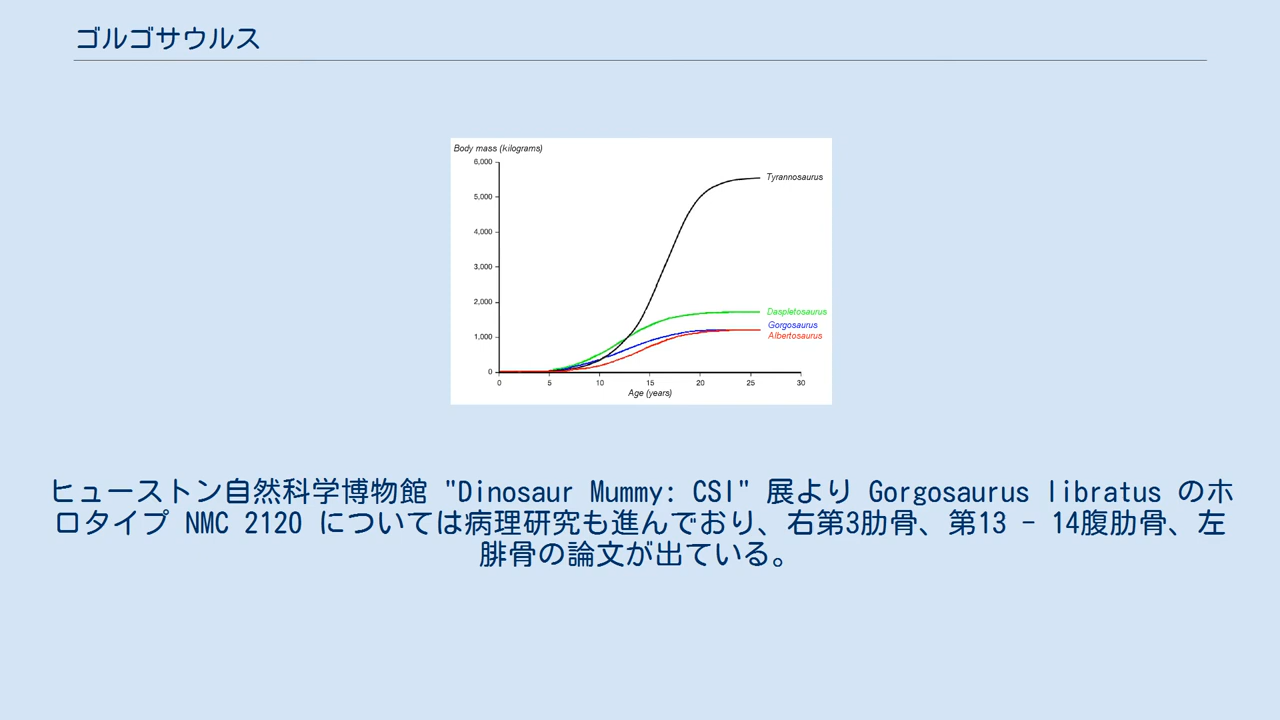 ゴルゴサウルス
Body mass (kilograms)
6,000
5,000
4,000
3,000
2,000
1,000
0
Tyrannosaurus
Daspletosaurus
Gorgosaurus
Albertosaurus
0 5 10 15 20 25 30
Age (years)
ヒューストン自然科学博物館 "Dinosaur Mummy: CSI" 展より Gorgosaurus libratus のホ
ロタイプ NMC 2120 については病理研究も進んでおり、右第3肋骨、第13 - 14腹肋骨、左
腓骨の論文が出ている。